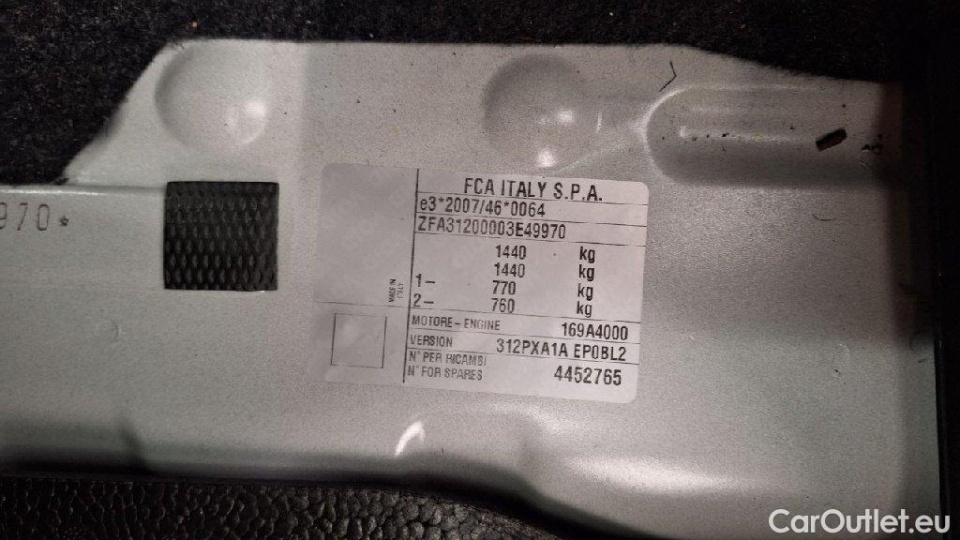 970*
FCA ITALY S.P.A.
e3*2007/46*0064
ZFA31200003E49970
1440 kg
1440 kg
1- 770 kg
2- 760 kg
MOTORE - ENGINE 169A4000
VERSION 312PXA1A EP0BL2
N° PER RICAMBI
N° FOR SPARES 4452765
MADE IN
CarOutlet.eu